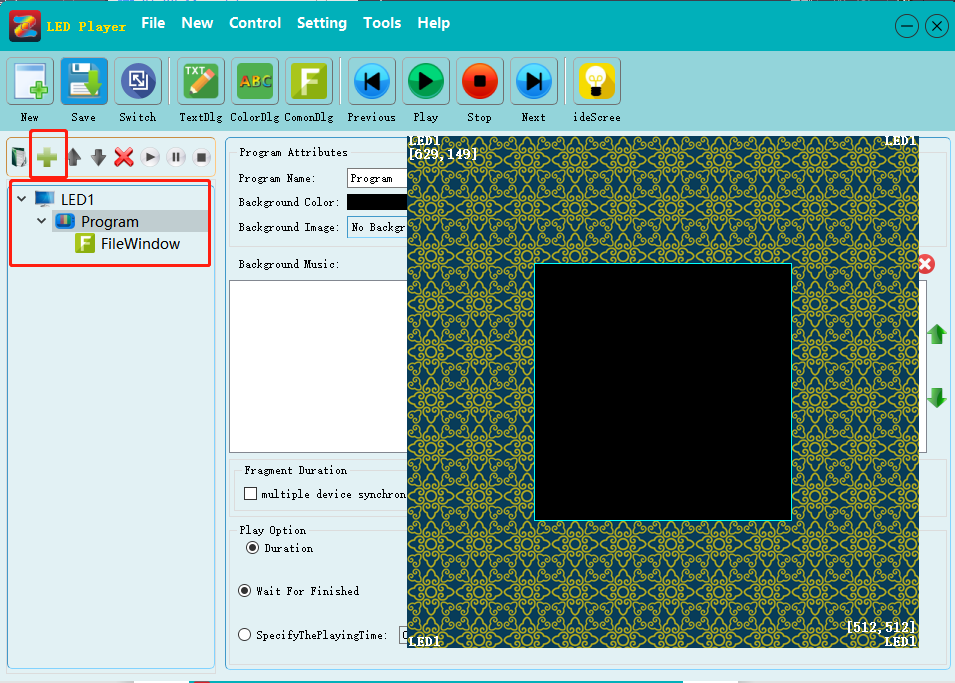 LED Player File New Control Setting Tools Help
TXT ABC F
New Save Switch TextDlg ColorDlg ComonDlg Previous Play Stop Next ideScree
LED1
Program
F FileWindow
Program Attributes
Program Name: Program
Background Color:
Background Image: No Backgr
Background Music:
Fragment Duration
multiple device synchron
Play Option
Duration
Wait For Finished
SpecifyThePlayingTime:
LED1 LED1
[629,149]
[512,512]
LED1 LED1